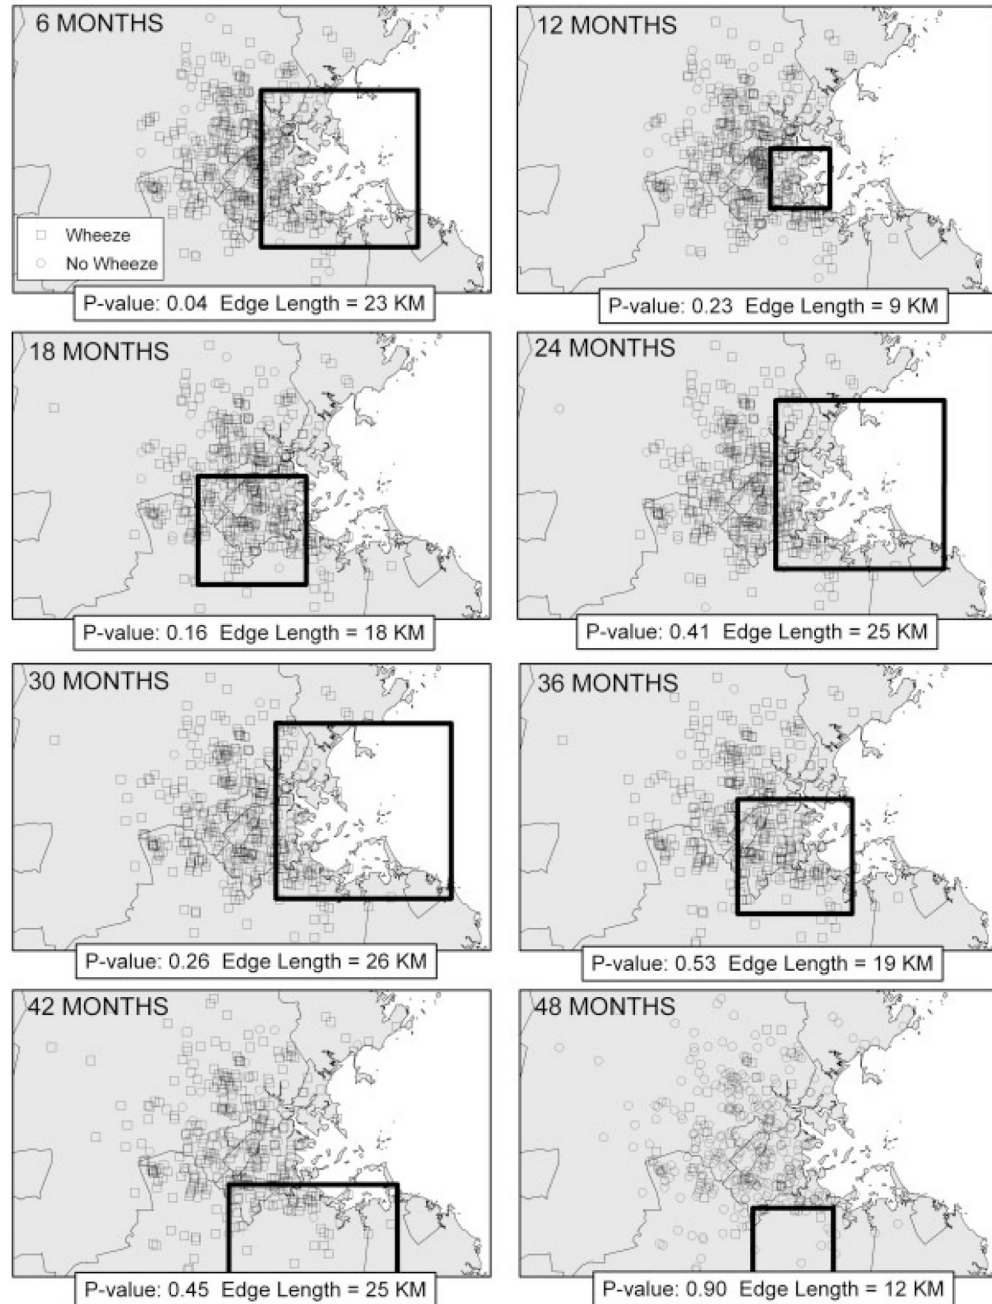 6 MONTHS
12 MONTHS
Wheeze
No Wheeze
P-value: 0.04 Edge Length = 23 KM
P-value: 0.23 Edge Length = 9 KM
18 MONTHS
24 MONTHS
P-value: 0.16 Edge Length = 18 KM
P-value: 0.41 Edge Length = 25 KM
30 MONTHS
36 MONTHS
P-value: 0.26 Edge Length = 26 KM
P-value: 0.53 Edge Length = 19 KM
42 MONTHS
48 MONTHS
P-value: 0.45 Edge Length = 25 KM
P-value: 0.90 Edge Length = 12 KM